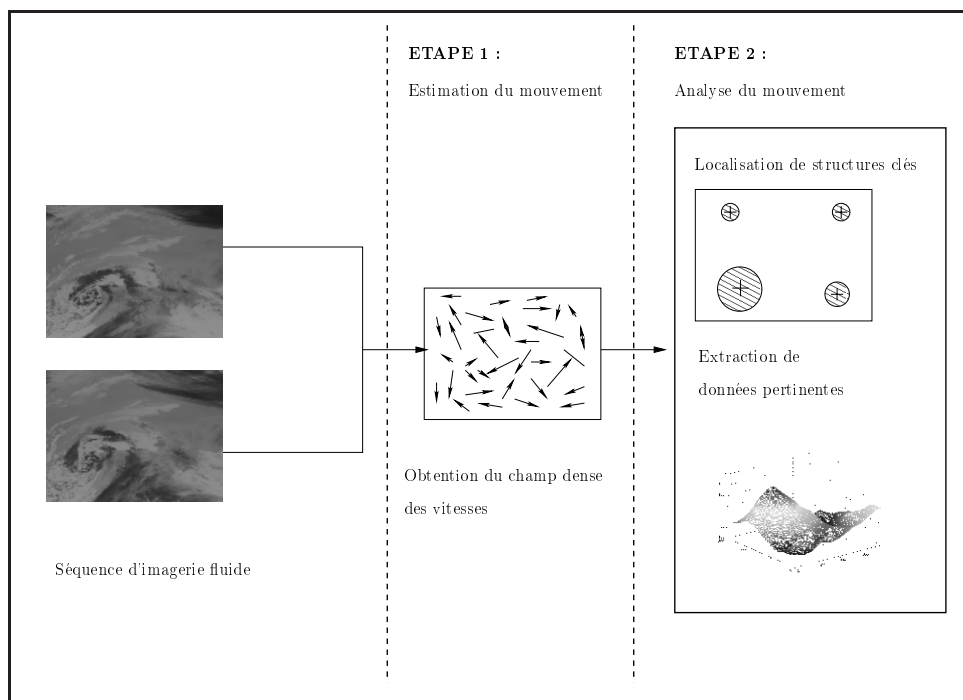 ETAPE 1 :
Estimation du mouvement
ETAPE 2 :
Analyse du mouvement
Localisation de structures clés
Extraction de
données pertinentes
Obtention du champ dense
des vitesses
Séquence d'imagerie fluide